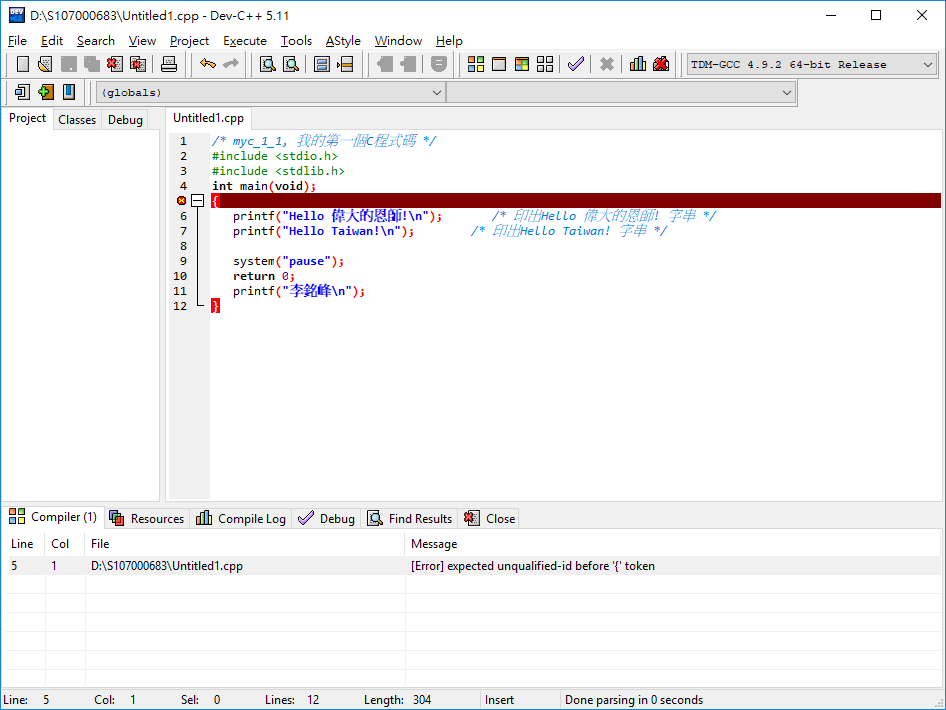 D:\S107000683\Untitled1.cpp - Dev-C++ 5.11
File Edit Search View Project Execute Tools AStyle Window Help
TDM-GCC 4.9.2 64-bit Release
(globals)
Project Classes Debug
Untitled1.cpp
1 /* myc_1_1, 我的第一個C程式碼 */
2 #include <stdio.h>
3 #include <stdlib.h>
4 int main(void);
{
6 printf("Hello 偉大的恩師!\n"); /* 印出Hello 偉大的恩師! 字串 */
7 printf("Hello Taiwan!\n"); /* 印出Hello Taiwan! 字串 */
8
9 system("pause");
10 return 0;
11 printf("李銘峰\n");
12 }
Compiler (1) Resources Compile Log Debug Find Results Close
Line Col File Message
5 1 D:\S107000683\Untitled1.cpp [Error] expected unqualified-id before '{' token
Line: 5 Col: 1 Sel: 0 Lines: 12 Length: 304 Insert Done parsing in 0 seconds